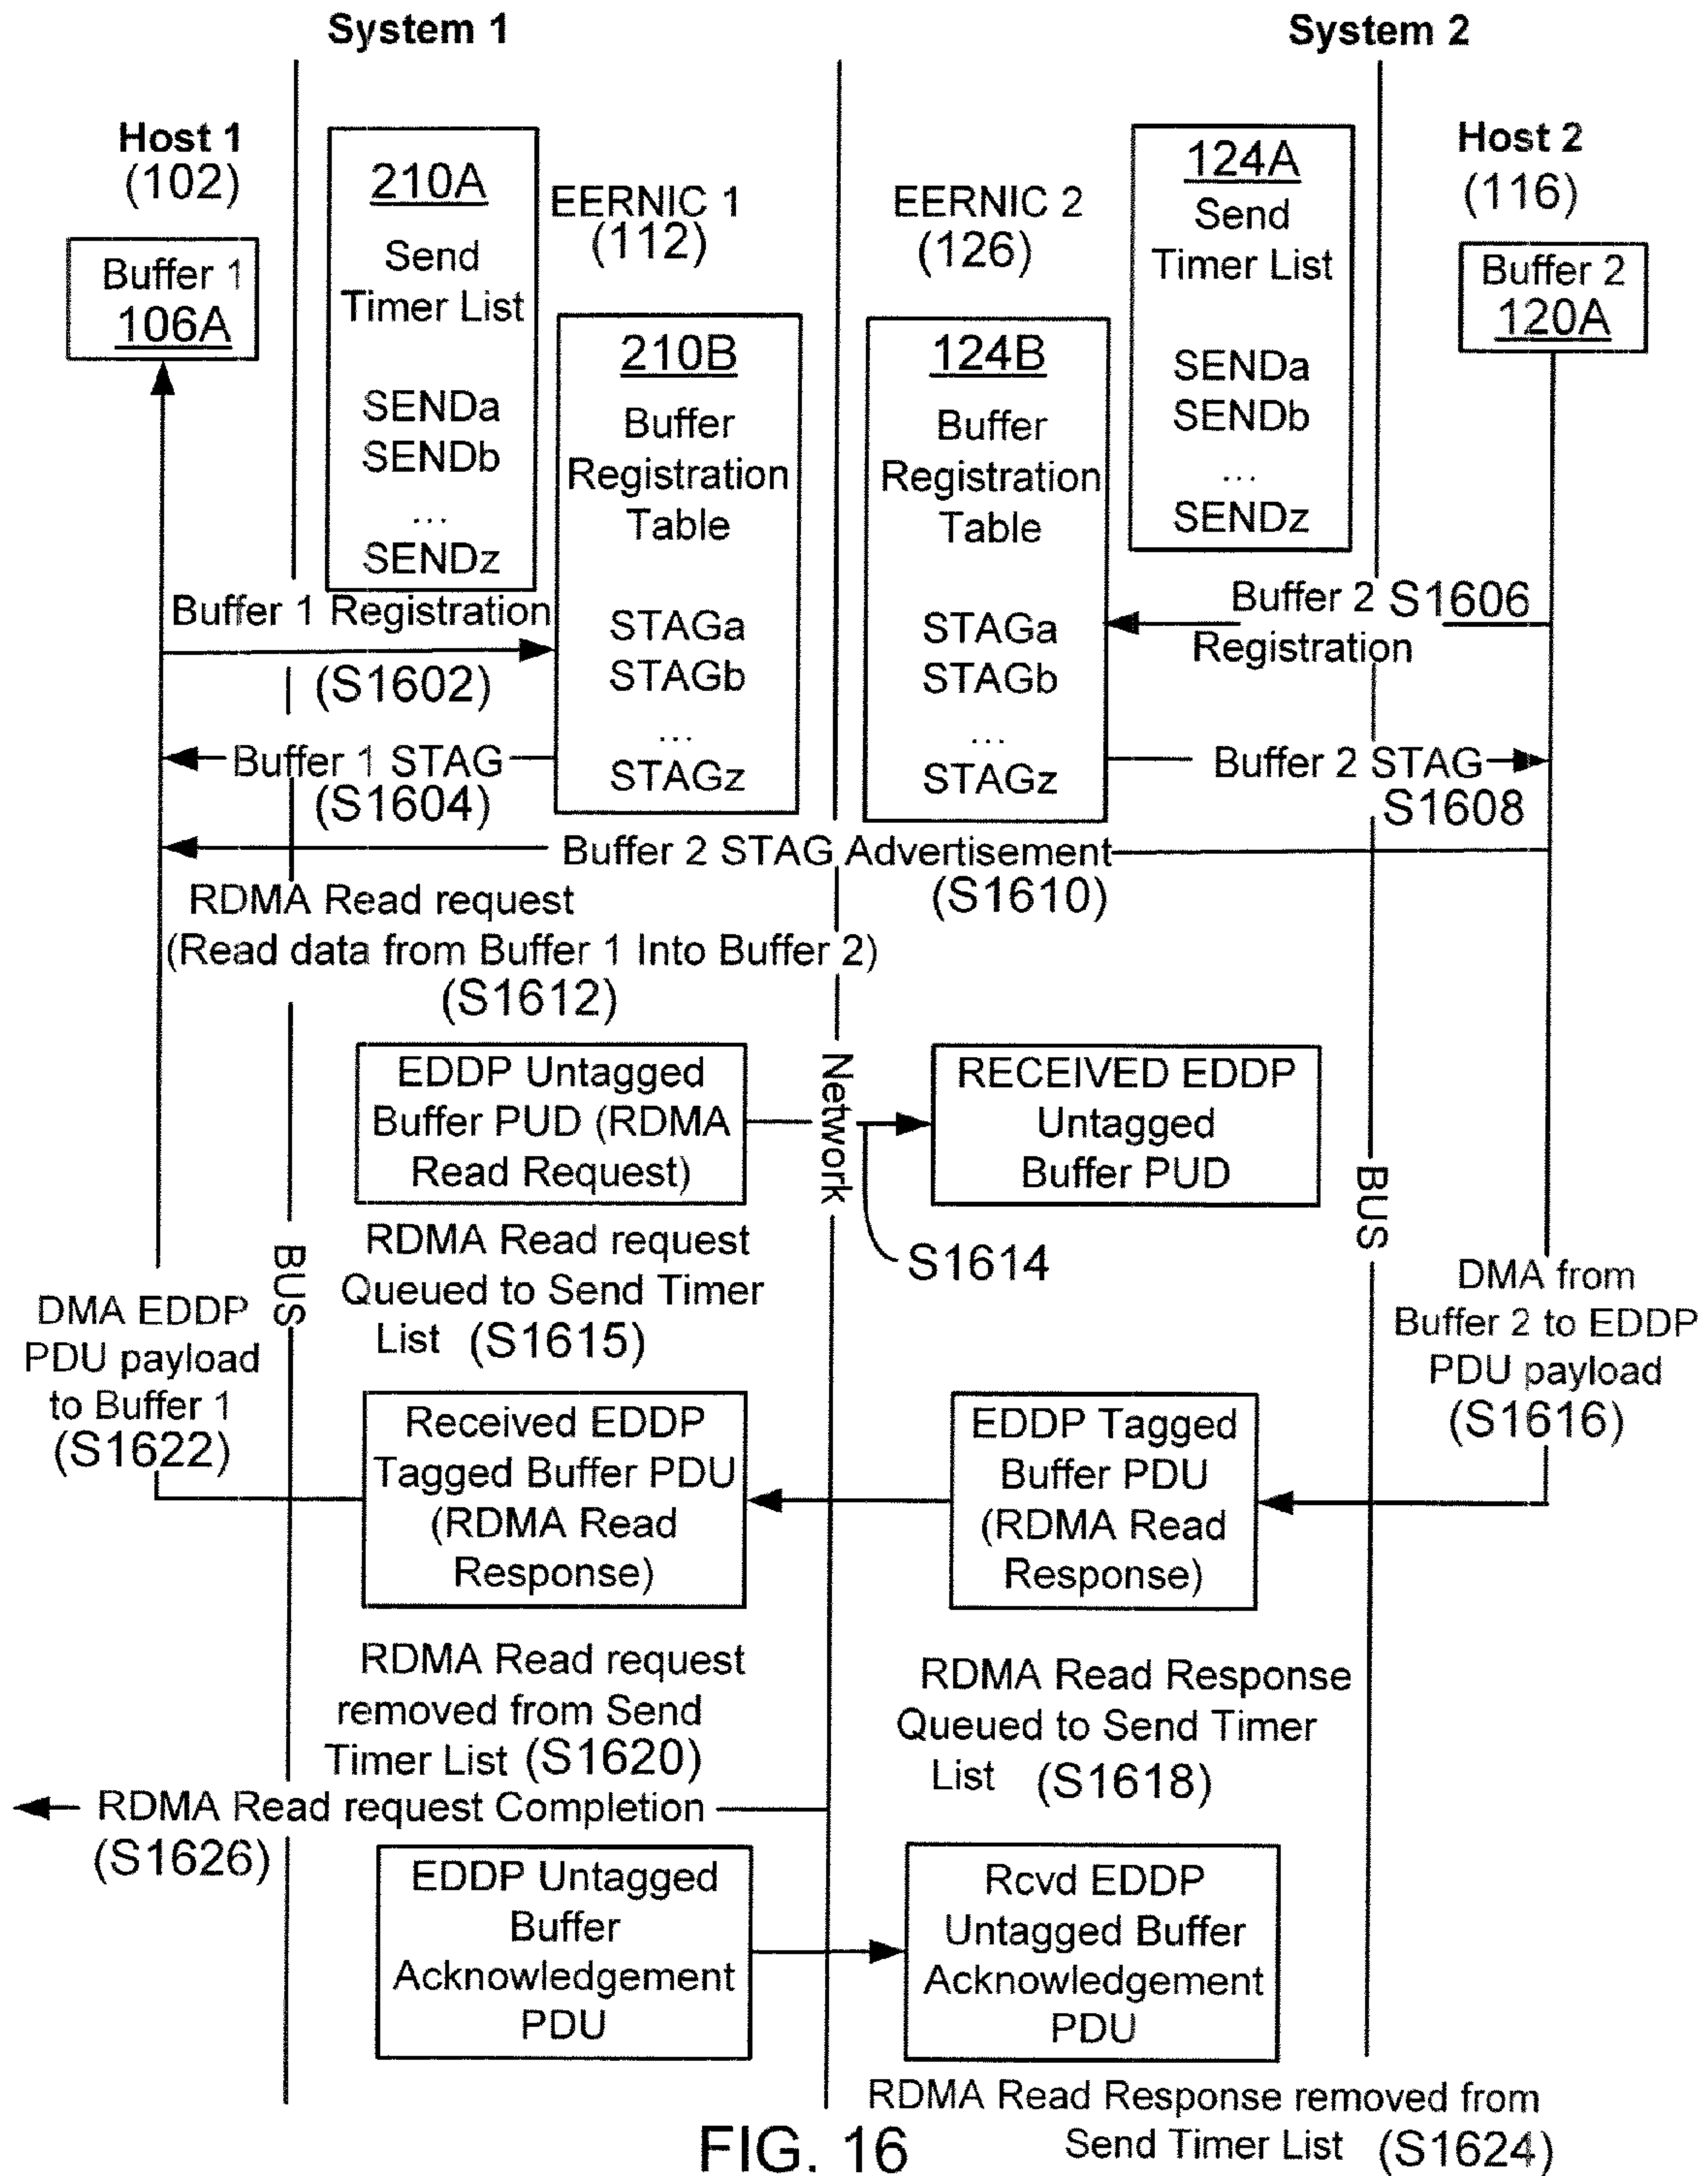 System 1
System 2
Host 1
(102)
Buffer 1
106A
210A
Send
Timer List
SENDa
SENDb
...
SENDz
EERNIC 1
(112)
210B
Buffer
Registration
Table
STAGa
STAGb
...
STAGz
EERNIC 2
(126)
124B
Buffer
Registration
Table
STAGa
STAGb
...
STAGz
124A
Send
Timer List
SENDa
SENDb
...
SENDz
Host 2
(116)
Buffer 2
120A
Buffer 1 Registration
(S1602)
Buffer 2 S1606
Registration
Buffer 1 STAG
(S1604)
Buffer 2 STAG
S1608
Buffer 2 STAG Advertisement
(S1610)
RDMA Read request
(Read data from Buffer 1 Into Buffer 2)
(S1612)
EDDP Untagged
Buffer PUD (RDMA
Read Request)
Network
RECEIVED EDDP
Untagged
Buffer PUD
S1614
BUS
BUS
RDMA Read request
Queued to Send Timer
List (S1615)
DMA from
Buffer 2 to EDDP
PDU payload
(S1616)
DMA EDDP
PDU payload
to Buffer 1
(S1622)
Received EDDP
Tagged Buffer PDU
(RDMA Read
Response)
EDDP Tagged
Buffer PDU
(RDMA Read
Response)
RDMA Read request
removed from Send
Timer List (S1620)
RDMA Read Response
Queued to Send Timer
List (S1618)
RDMA Read request Completion
(S1626)
EDDP Untagged
Buffer
Acknowledgement
PDU
Rcvd EDDP
Untagged Buffer
Acknowledgement
PDU
RDMA Read Response removed from
Send Timer List (S1624)
FIG. 16